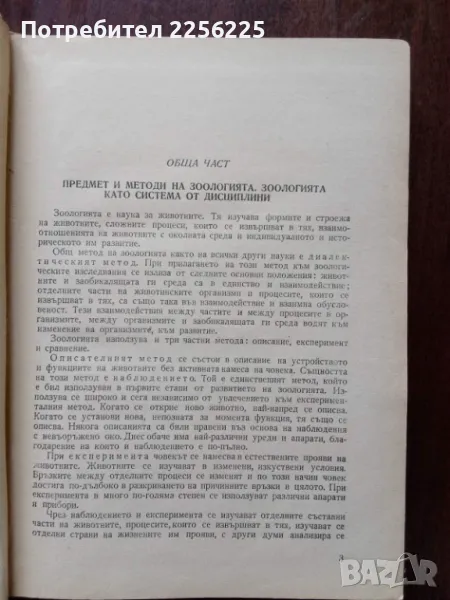 Потребител 2256225
ОБЩА ЧАСТ
ПРЕДМЕТ И МЕТОДИ НА ЗООЛОГИЯТА. ЗООЛОГИЯТА
КАТО СИСТЕМА ОТ ДИСЦИПЛИНИ
Зоологията е наука за животните. Тя изучава формите и строежа
на животните, сложните процеси, които се извършват в тях, взаимо-
отношенията на животните с околната среда и индивидуалното и исто-
рическото им развитие.
Общ метод на зоологията както на всички други науки е диалек-
тическият метод. При прилагането на този метод към зоологи-
ческите изследвания се излиза от следните основни положения: животни-
те и заобикалящата ги среда са в единство и взаимодействие;
отделните части на животинските организми и процесите, които се
извършват в тях, са също така във взаимодействие и взаимна обусло-
веност. Тези взаимодействия между частите и между процесите в ор-
ганизмите, между организмите и заобикалящата ги среда водят към
изменение на организмите, към развитие.
Зоологията използува и три частни метода: описание, експеримент
и сравнение.
Описателният метод се състои в описание на устройството
и функциите на животните без активната намеса на човека. Същността
на този метод е наблюдението. Той е единственият метод, който
е бил използуван в първите етапи от развитието на зоологията. Из-
ползува се широко и сега независимо от увлечението към експеримен-
талния метод. Когато се открие ново животно, най-напред се описва.
Когато се установи нова, непозната за момента функция, тя също се
описва. Някога описанията са били правени въз основа на наблюдения
с невъоръжено око. Днес обаче има най-различни уреди и апарати, бла-
годарение на които и наблюдението е по-пълно.
При експеримента човекът се намесва в естествените прояви на
животните. Животните се изучават в изменени, изкуствени условия.
Връзките между отделните процеси се изменят и по този начин човек
достига по-дълбоко в разкриването на причинните връзки и цялото. При
експеримента в много по-голяма степен се използуват различни апарати
и прибори.
Чрез наблюдението и експеримента се изучават отделните съставни
части на животните, процесите, които се извършват в тях, изучават се
отделни страни на жизнените им прояви, с други думи анализира се
3
bazar.bg